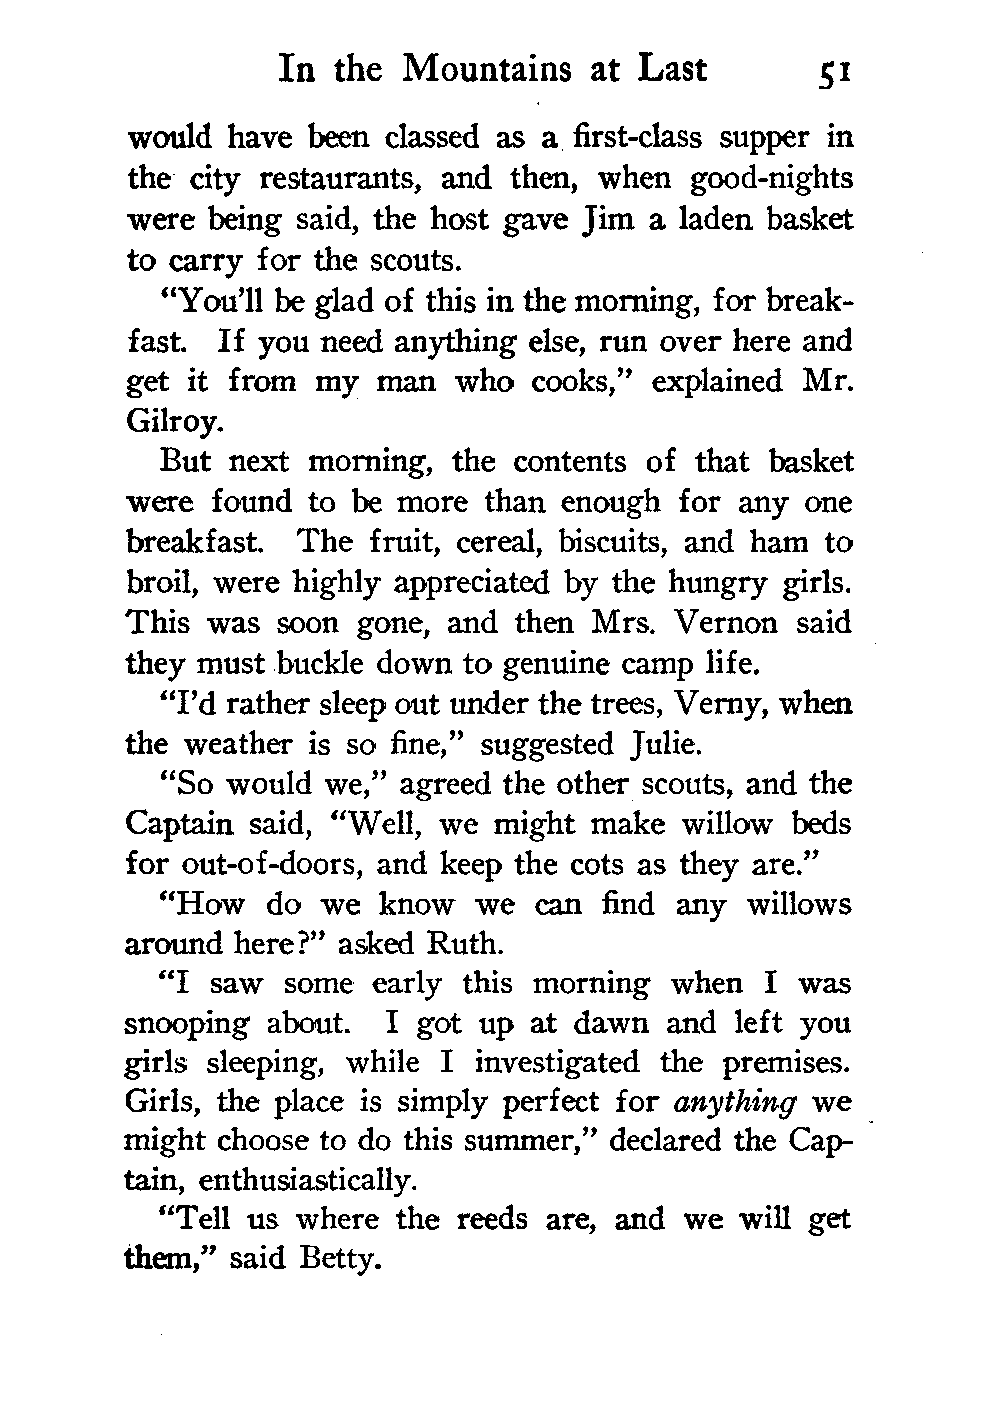 In the Mountains at Last 51
would have been classed as a first-class supper in
the city restaurants, and then, when good-nights
were being said, the host gave Jim a laden basket
to carry for the scouts.
“You’ll be glad of this in the morning, for break-
fast. If you need anything else, run over here and
get it from my man who cooks,” explained Mr.
Gilroy.
But next morning, the contents of that basket
were found to be more than enough for any one
breakfast. The fruit, cereal, biscuits, and ham to
broil, were highly appreciated by the hungry girls.
This was soon gone, and then Mrs. Vernon said
they must buckle down to genuine camp life.
“I’d rather sleep out under the trees, Verny, when
the weather is so fine,” suggested Julie.
“So would we,” agreed the other scouts, and the
Captain said, “Well, we might make willow beds
for out-of-doors, and keep the cots as they are.”
“How do we know we can find any willows
around here?” asked Ruth.
“I saw some early this morning when I was
snooping about. I got up at dawn and left you
girls sleeping, while I investigated the premises.
Girls, the place is simply perfect for anything we
might choose to do this summer,” declared the Cap-
tain, enthusiastically.
“Tell us where the reeds are, and we will get
them,” said Betty.